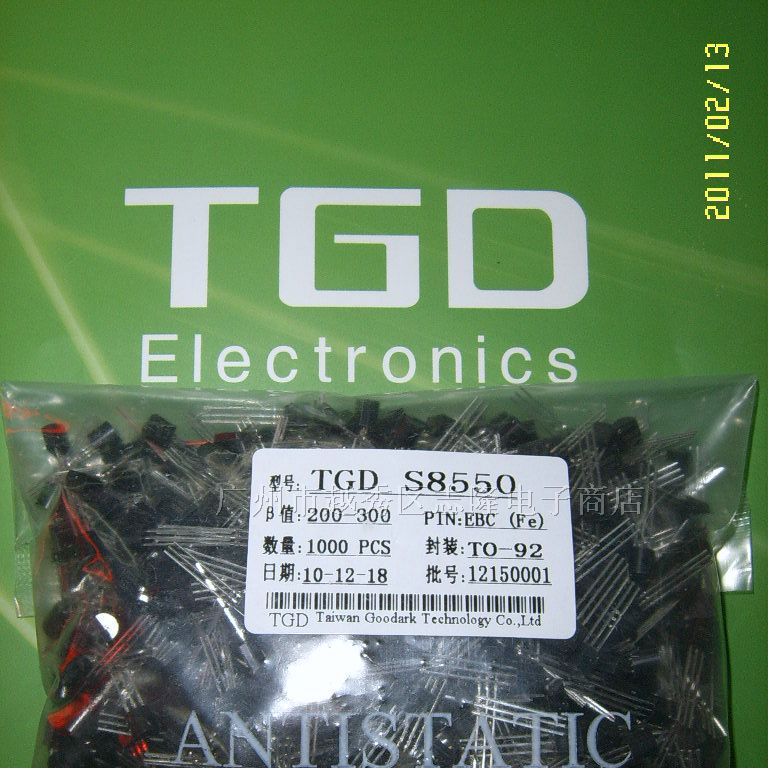 2011/02/13
TGD
Electronics
型号: TGD S8550
广州市越秀区志隆电子商店
β值: 200-300 PIN:EBC (Fe)
数量: 1000 PCS 封装: TO-92
日期: 10-12-18 批号: 12150001
TGD Taiwan Goodark Technology Co.,Ltd
ANTISTATIC